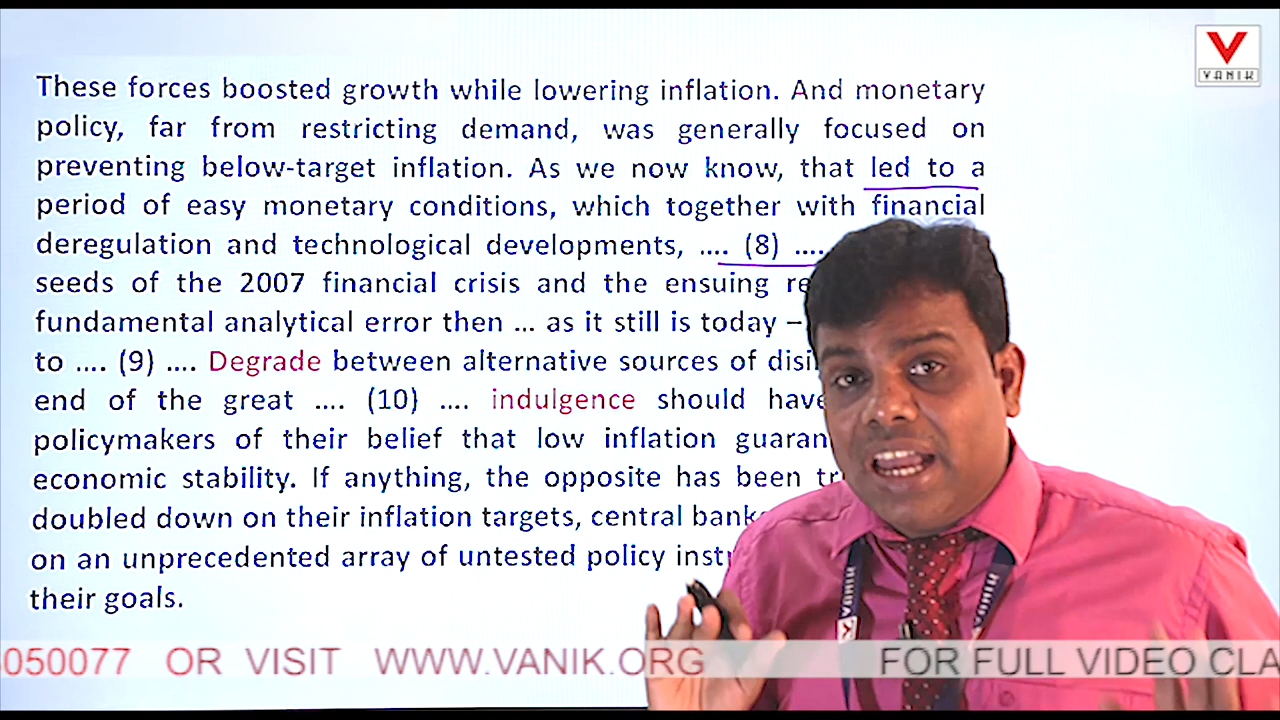 VANIK
These forces boosted growth while lowering inflation. And monetary
policy, far from restricting demand, was generally focused on
preventing below-target inflation. As we now know, that led to a
period of easy monetary conditions, which together with financial
deregulation and technological developments, .... (8) ....
seeds of the 2007 financial crisis and the ensuing
fundamental analytical error then ... as it still is today –
to .... (9) .... Degrade between alternative sources of
end of the great .... (10) .... indulgence should have
policymakers of their belief that low inflation
economic stability. If anything, the opposite has been
doubled down on their inflation targets, central
on an unprecedented array of untested policy
their goals.
VANIK
VANIK
050077 OR VISIT WWW.VANIK.ORG FOR FULL VIDEO CLA